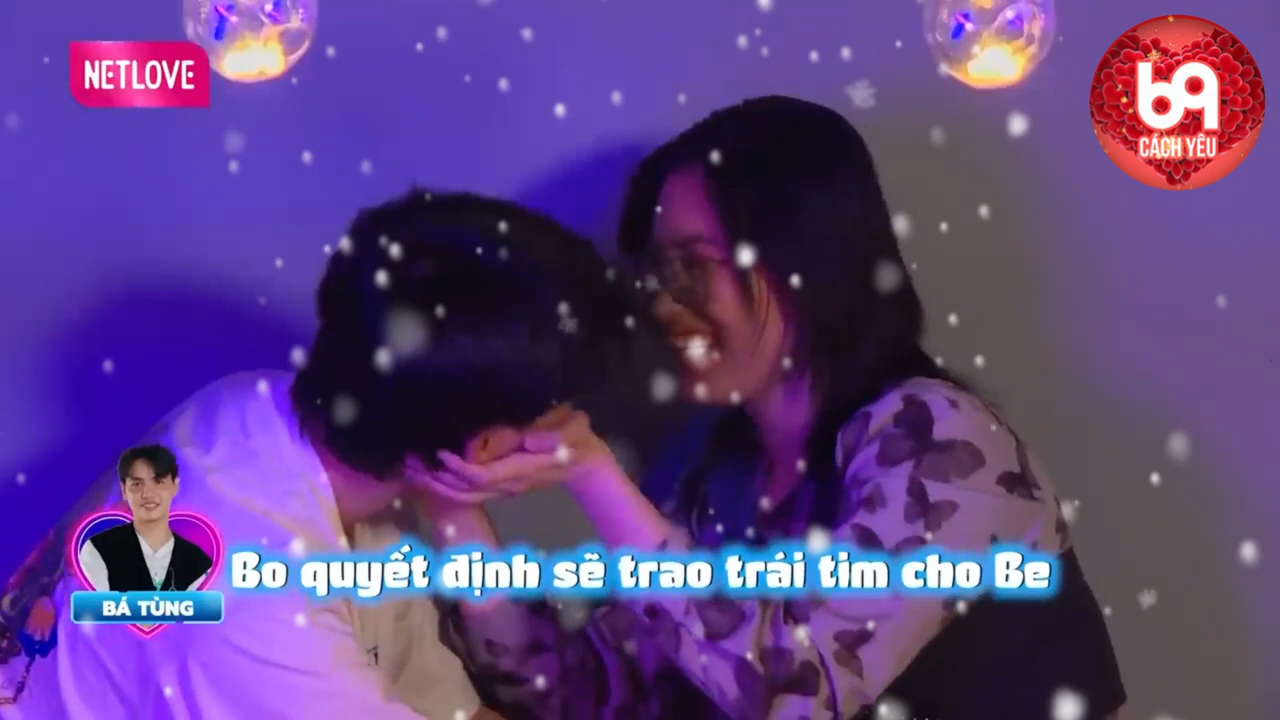 NETLOVE
69
CÁCH YÊU
Bo quyết định sẽ trao trái tim cho Be
BÁ TÙNG